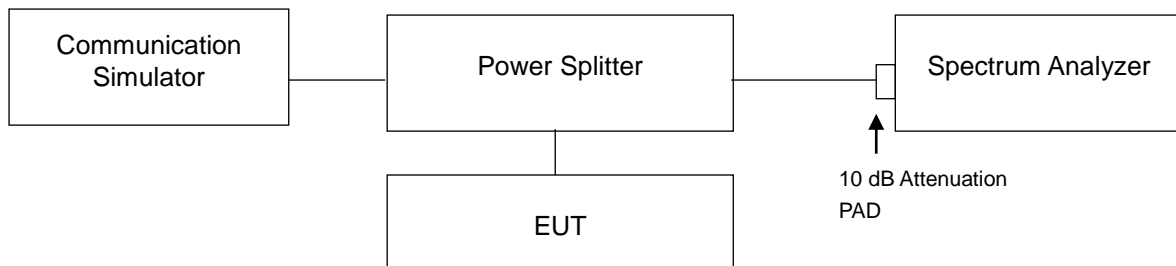 Communication
Simulator
Power Splitter
Spectrum Analyzer
10 dB Attenuation
PAD
EUT